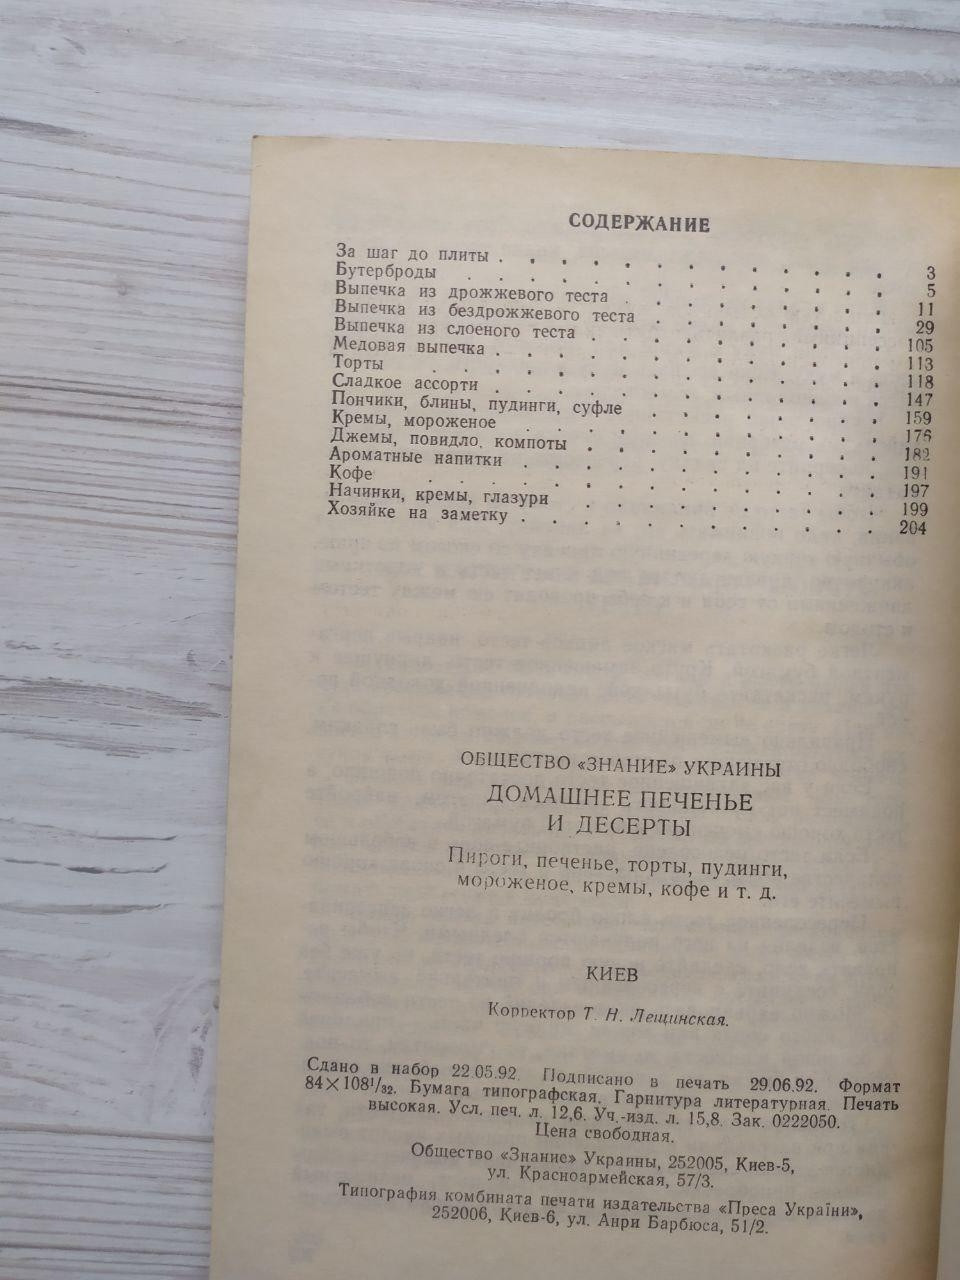 СОДЕРЖАНИЕ
За шаг до плиты . . . . . . . . . . . . . 3
Бутерброды . . . . . . . . . . . . . 5
Выпечка из дрожжевого теста . . . . . . . . . 11
Выпечка из бездрожжевого теста . . . . . . . . 29
Выпечка из слоеного теста . . . . . . . . . . 105
Медовая выпечка . . . . . . . . . . . . . 113
Торты . . . . . . . . . . . . . . 118
Сладкое ассорти . . . . . . . . . . . . . 147
Пончики, блины, пудинги, суфле . . . . . . . . 159
Кремы, мороженое . . . . . . . . . . . . 176
Джемы, повидло, компоты . . . . . . . . . . 182
Ароматные напитки . . . . . . . . . . . . 191
Кофе . . . . . . . . . . . . . . . 197
Начинки, кремы, глазури . . . . . . . . . . 199
Хозяйке на заметку . . . . . . . . . . . . 204
ОБЩЕСТВО «ЗНАНИЕ» УКРАИНЫ
ДОМАШНЕЕ ПЕЧЕНЬЕ
И ДЕСЕРТЫ
Пироги, печенье, торты, пудинги,
мороженое, кремы, кофе и т. д.
КИЕВ
Корректор Т. Н. Лещинская.
Сдано в набор 22.05.92. Подписано в печать 29.06.92. Формат
84×108¹/₃₂. Бумага типографская. Гарнитура литературная. Печать
высокая. Усл. печ. л. 12,6. Уч.-изд. л. 15,8. Зак. 0222050.
Цена свободная.
Общество «Знание» Украины, 252005, Киев-5,
ул. Красноармейская, 57/3.
Типография комбината печати издательства «Преса України»,
252006, Киев-6, ул. Анри Барбюса, 51/2.